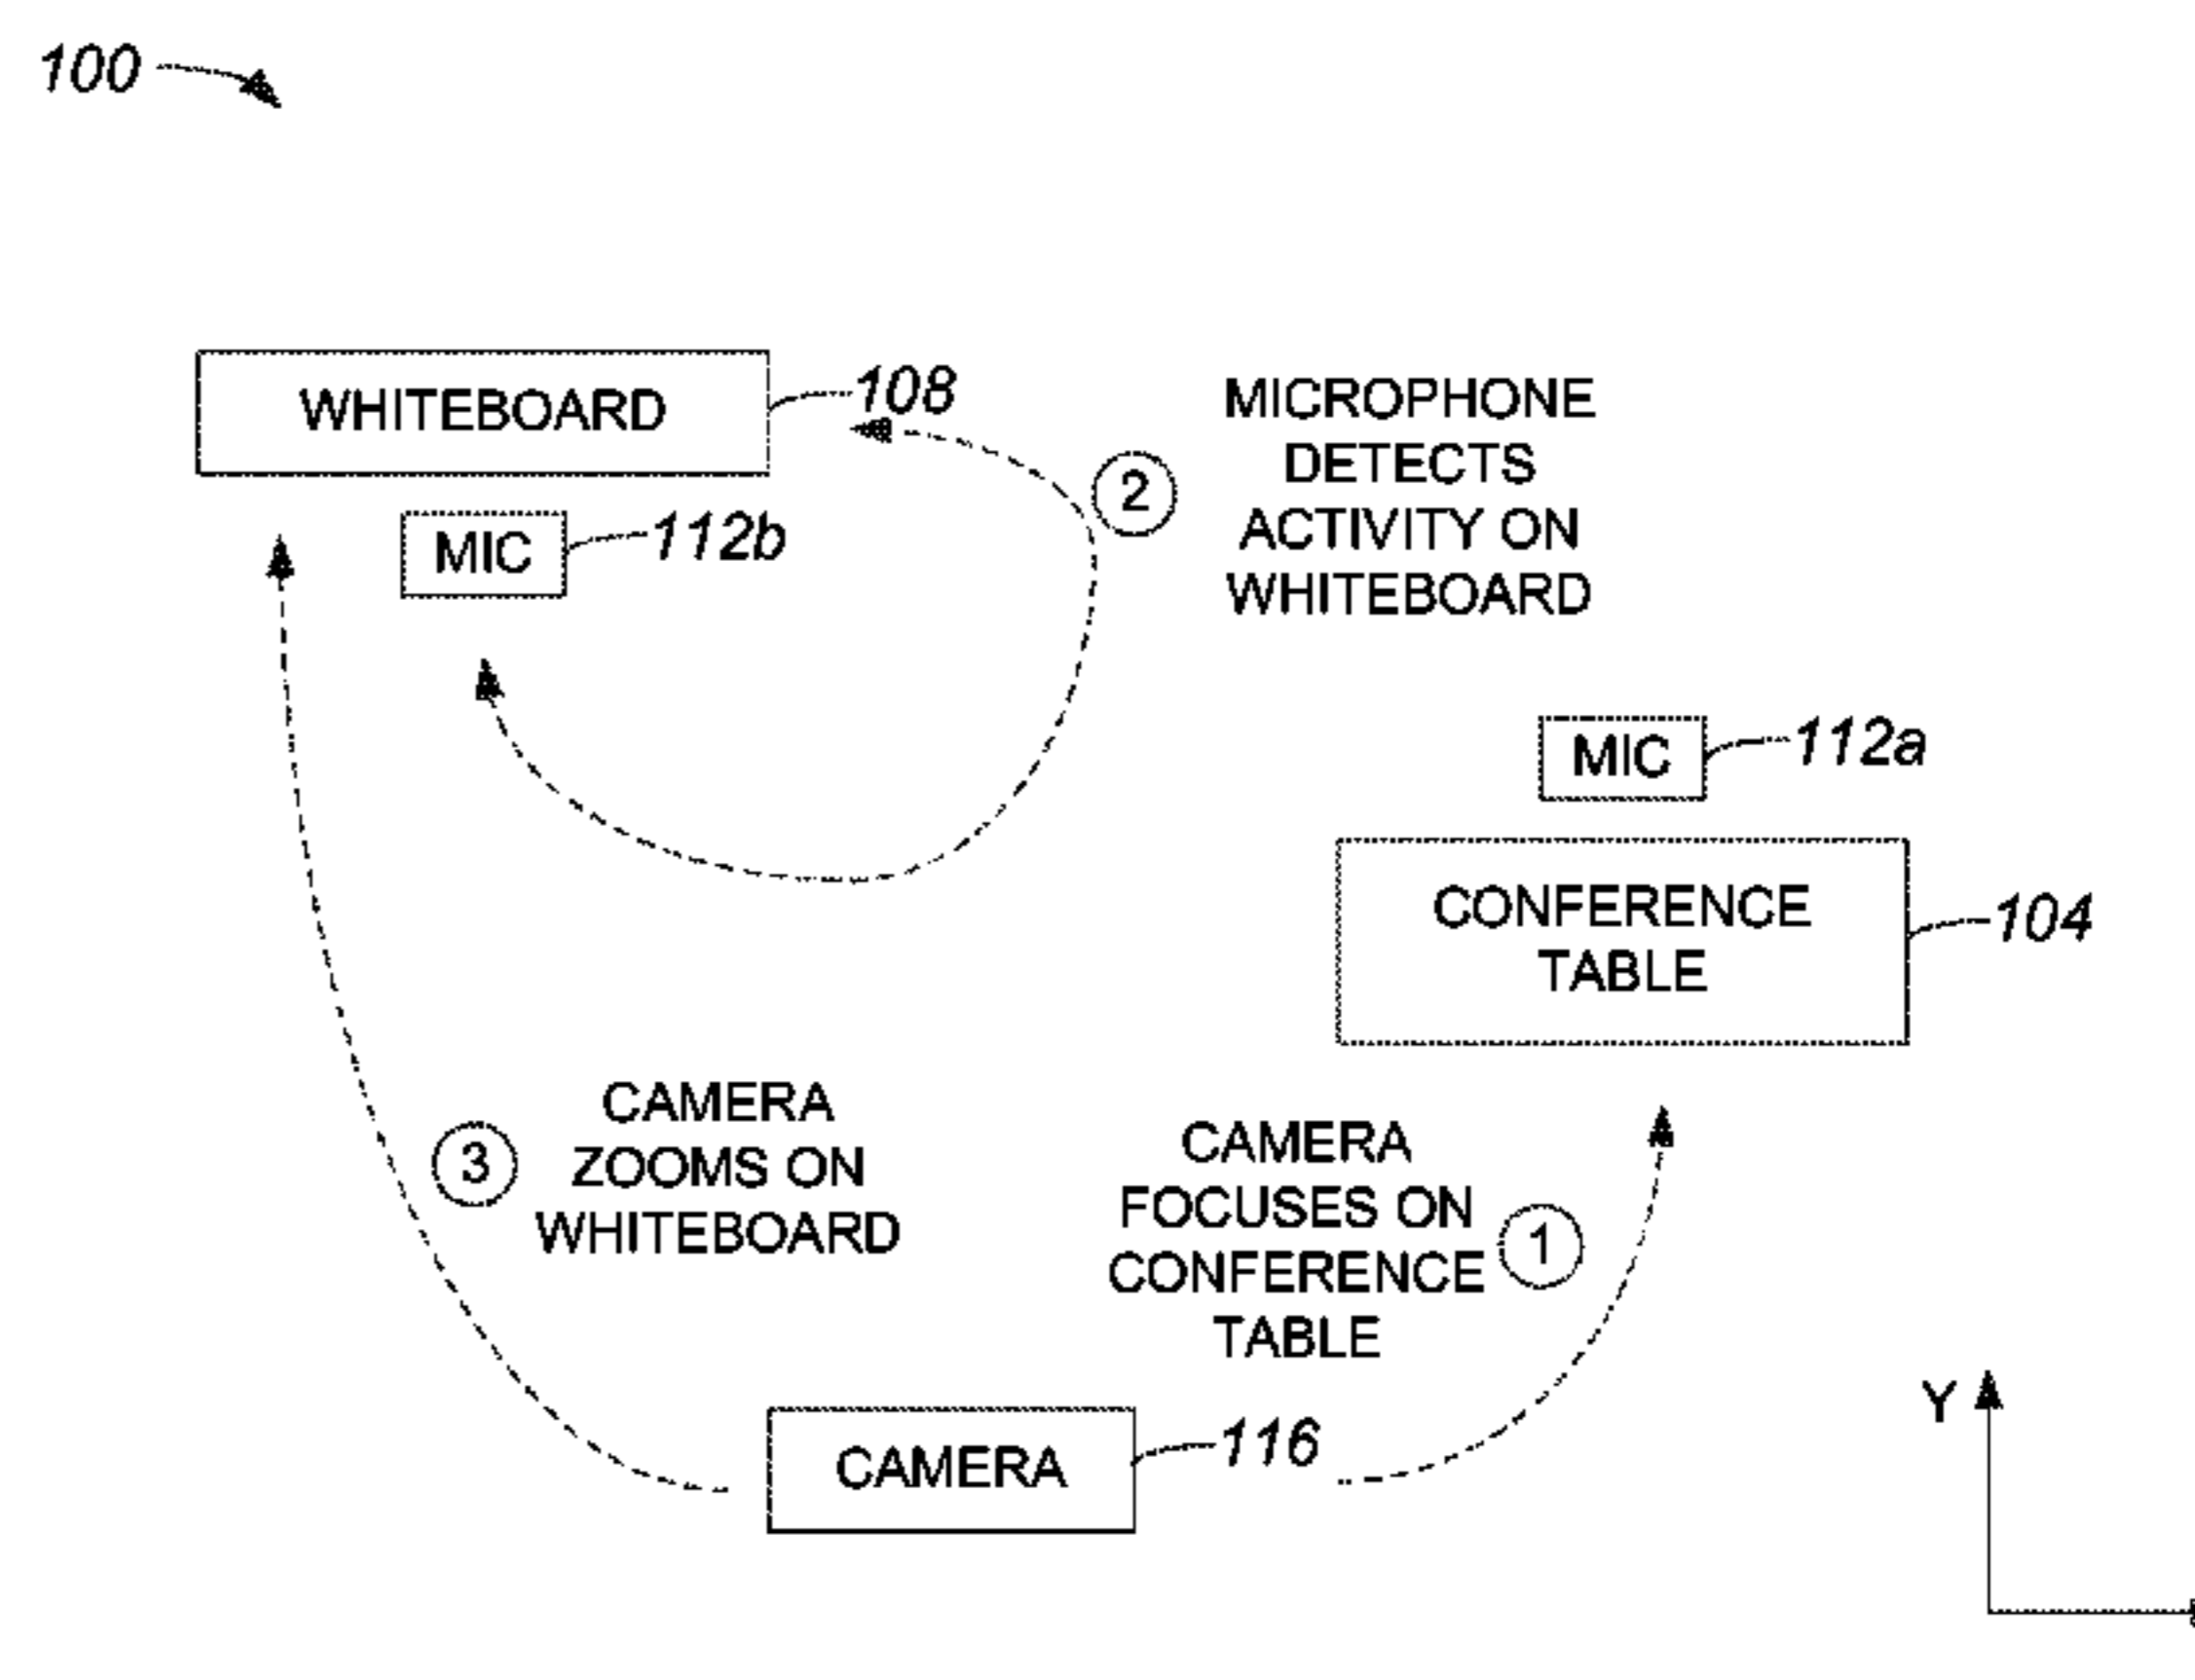 100
WHITEBOARD
108
MIC
112b
2
MICROPHONE
DETECTS
ACTIVITY ON
WHITEBOARD
MIC
112a
CONFERENCE
TABLE
104
3
CAMERA
ZOOMS ON
WHITEBOARD
CAMERA
FOCUSES ON
CONFERENCE
TABLE
1
CAMERA
116
Y